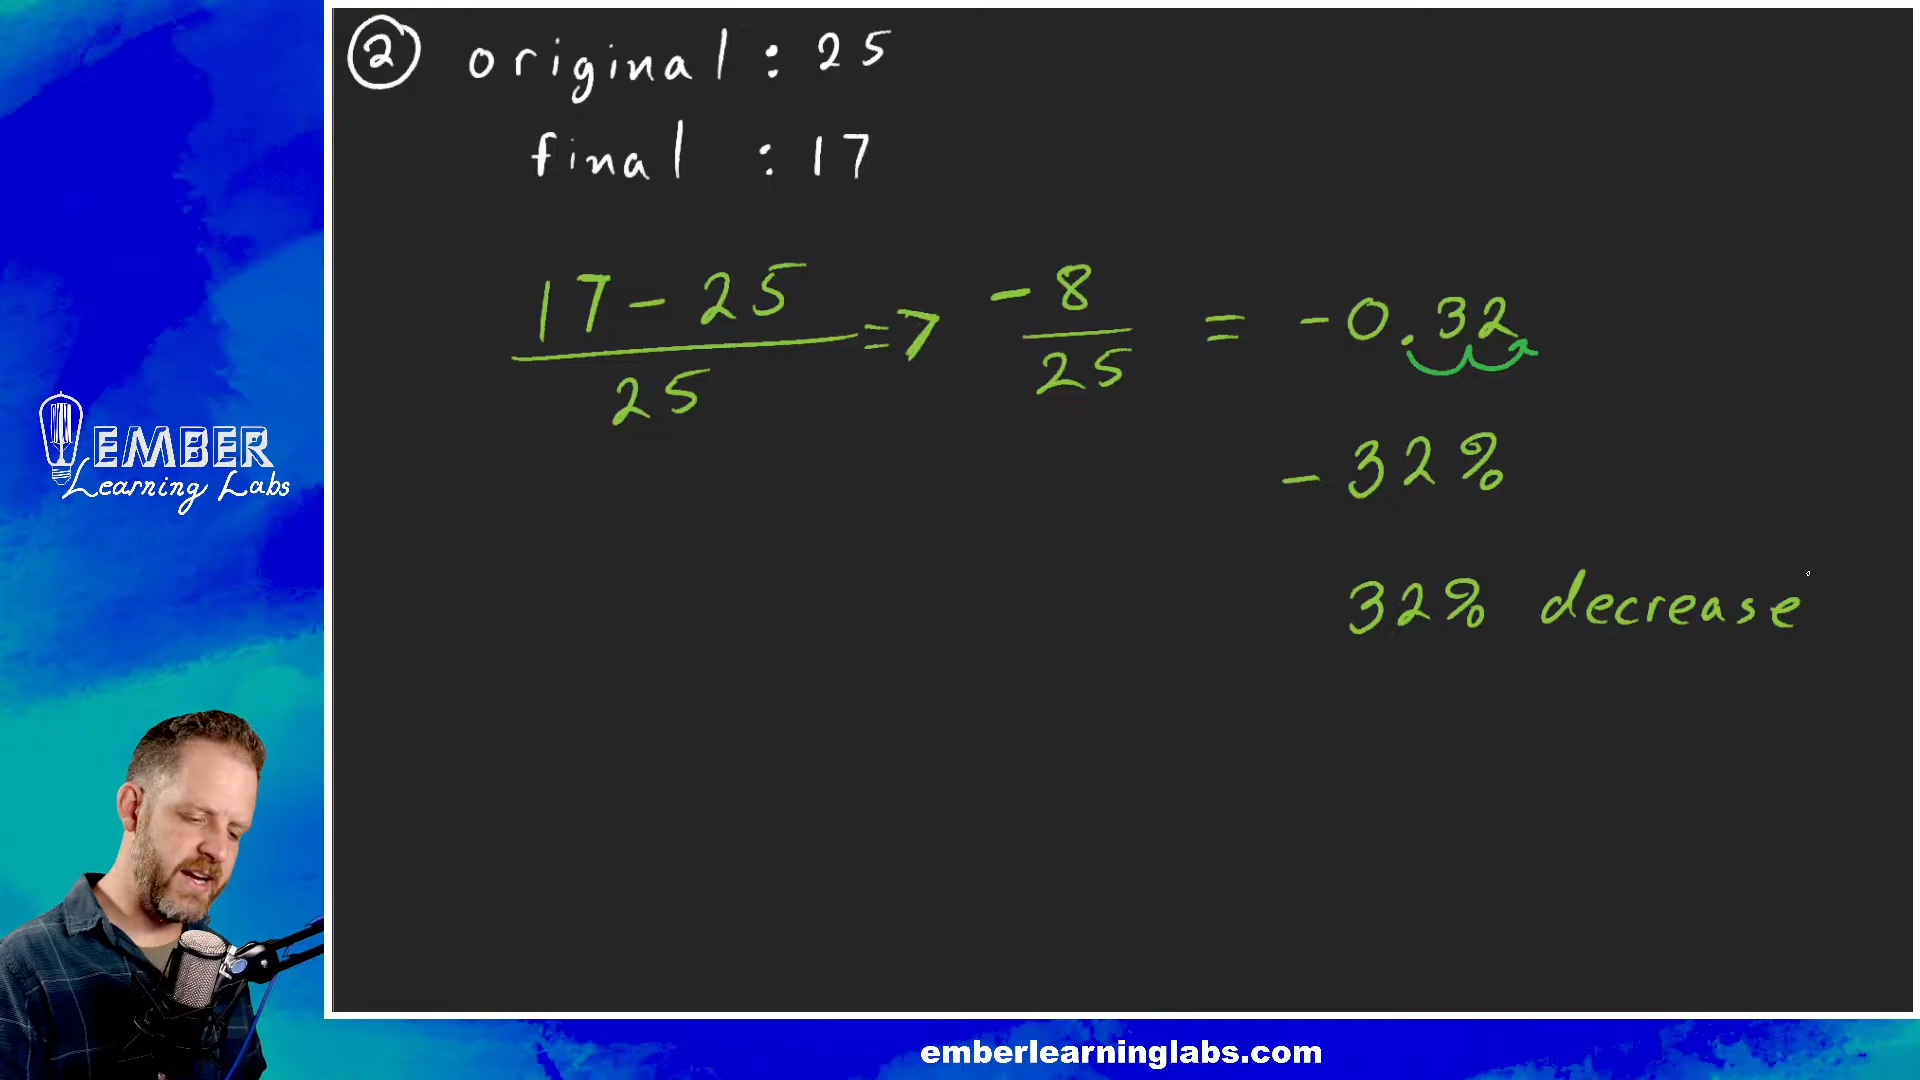 ② original : 25
final : 17
17 - 25
25
=>
- 8
25
= - 0.32
- 32%
32% decrease
EMBER
Learning Labs
emberlearninglabs.com